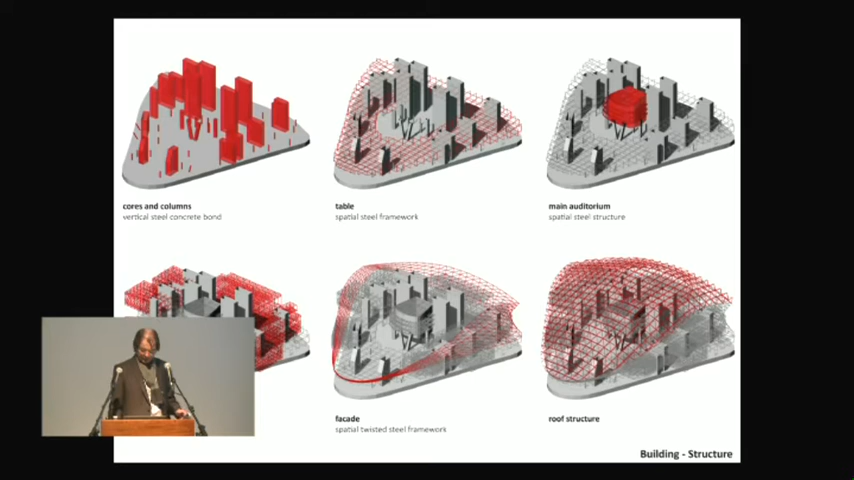 cores and columns
vertical steel concrete bond
table
spatial steel framework
main auditorium
spatial steel structure
facade
spatial twisted steel framework
roof structure
Building - Structure